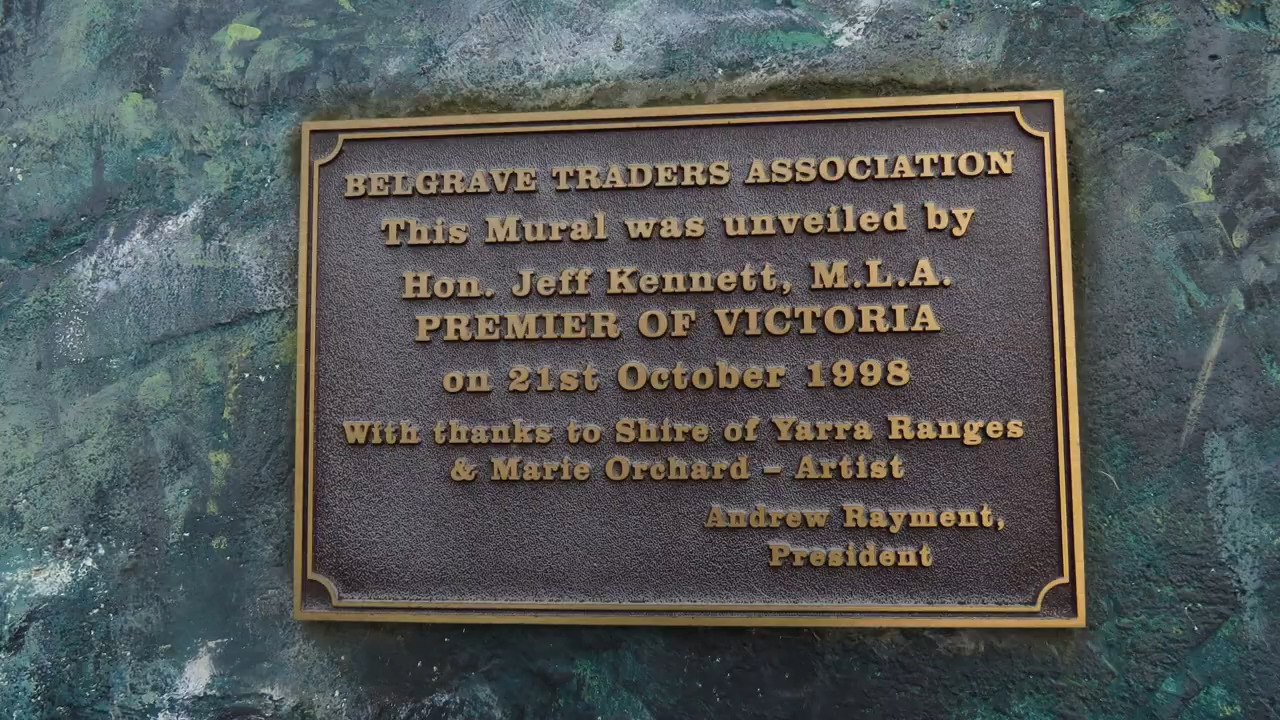 BELGRAVE TRADERS ASSOCIATION
This Mural was unveiled by
Hon. Jeff Kennett, M.L.A.
PREMIER OF VICTORIA
on 21st October 1998
With thanks to Shire of Yarra Ranges
& Marie Orchard – Artist
Andrew Rayment,
President